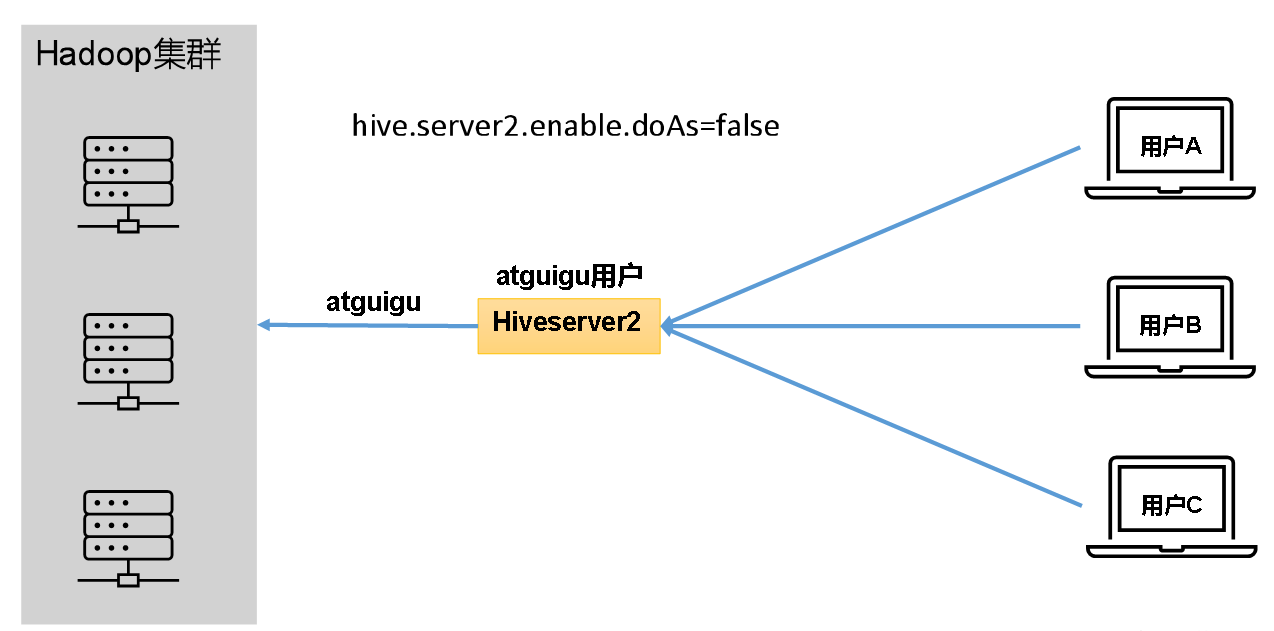 Hadoop集群
hive.server2.enable.doAs=false
用户A
atguigu用户
atguigu
Hiveserver2
用户B
用户C